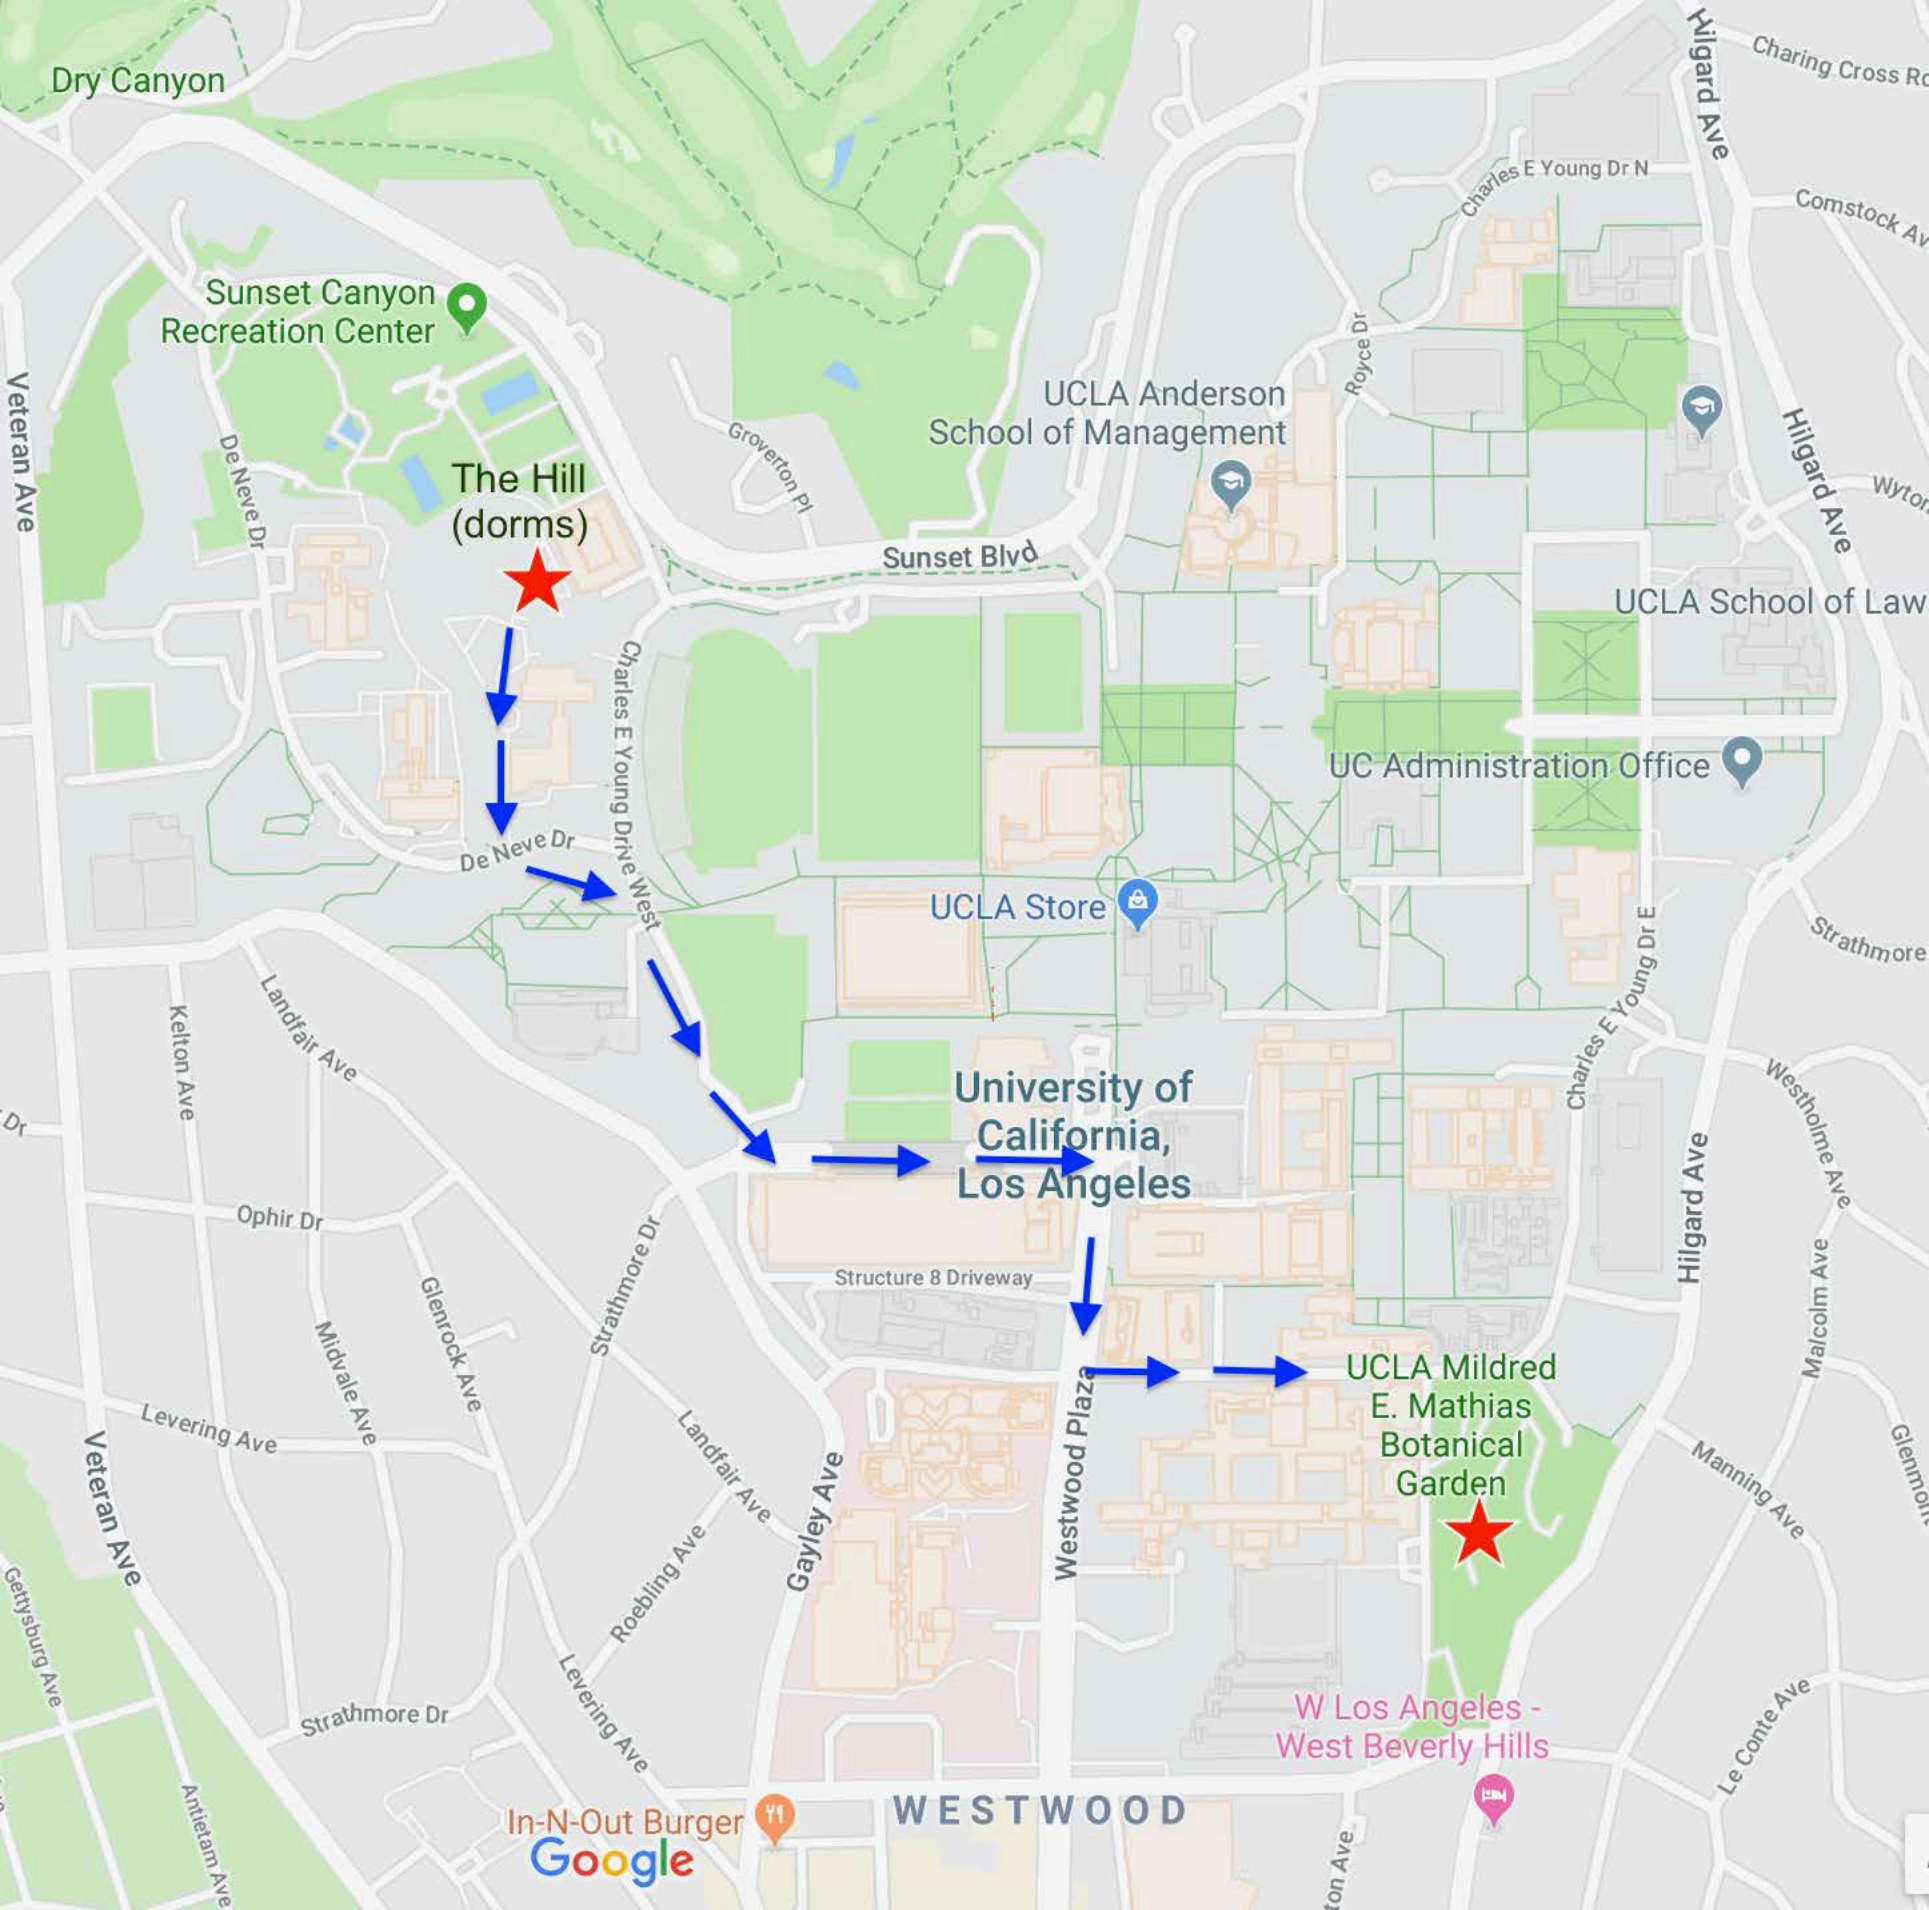 Dry Canyon
Hilgard Ave
Charing Cross Rd
Charles E Young Dr N
Comstock Av
Sunset Canyon
Recreation Center
Veteran Ave
De Neve Dr
The Hill
(dorms)
Groverton Pl
UCLA Anderson
School of Management
Royce Dr
Hilgard Ave
Sunset Blvd
UCLA School of Law
Charles E Young Drive West
UC Administration Office
De Neve Dr
UCLA Store
Strathmore
Charles E Young Dr E
Kelton Ave
Landfair Ave
Dr
University of
California,
Los Angeles
Westholme Ave
Hilgard Ave
Ophir Dr
Strathmore Dr
Structure 8 Driveway
Glenrock Ave
Midvale Ave
Malcolm Ave
Levering Ave
Landfair Ave
UCLA Mildred
E. Mathias
Botanical
Garden
Westwood Plaza
Gayley Ave
Veteran Ave
Manning Ave
Roebling Ave
Gettysburg Ave
Levering Ave
Strathmore Dr
W Los Angeles -
West Beverly Hills
Le Conte Ave
Antietam Ave
In-N-Out Burger
WESTWOOD
Google
ton Ave